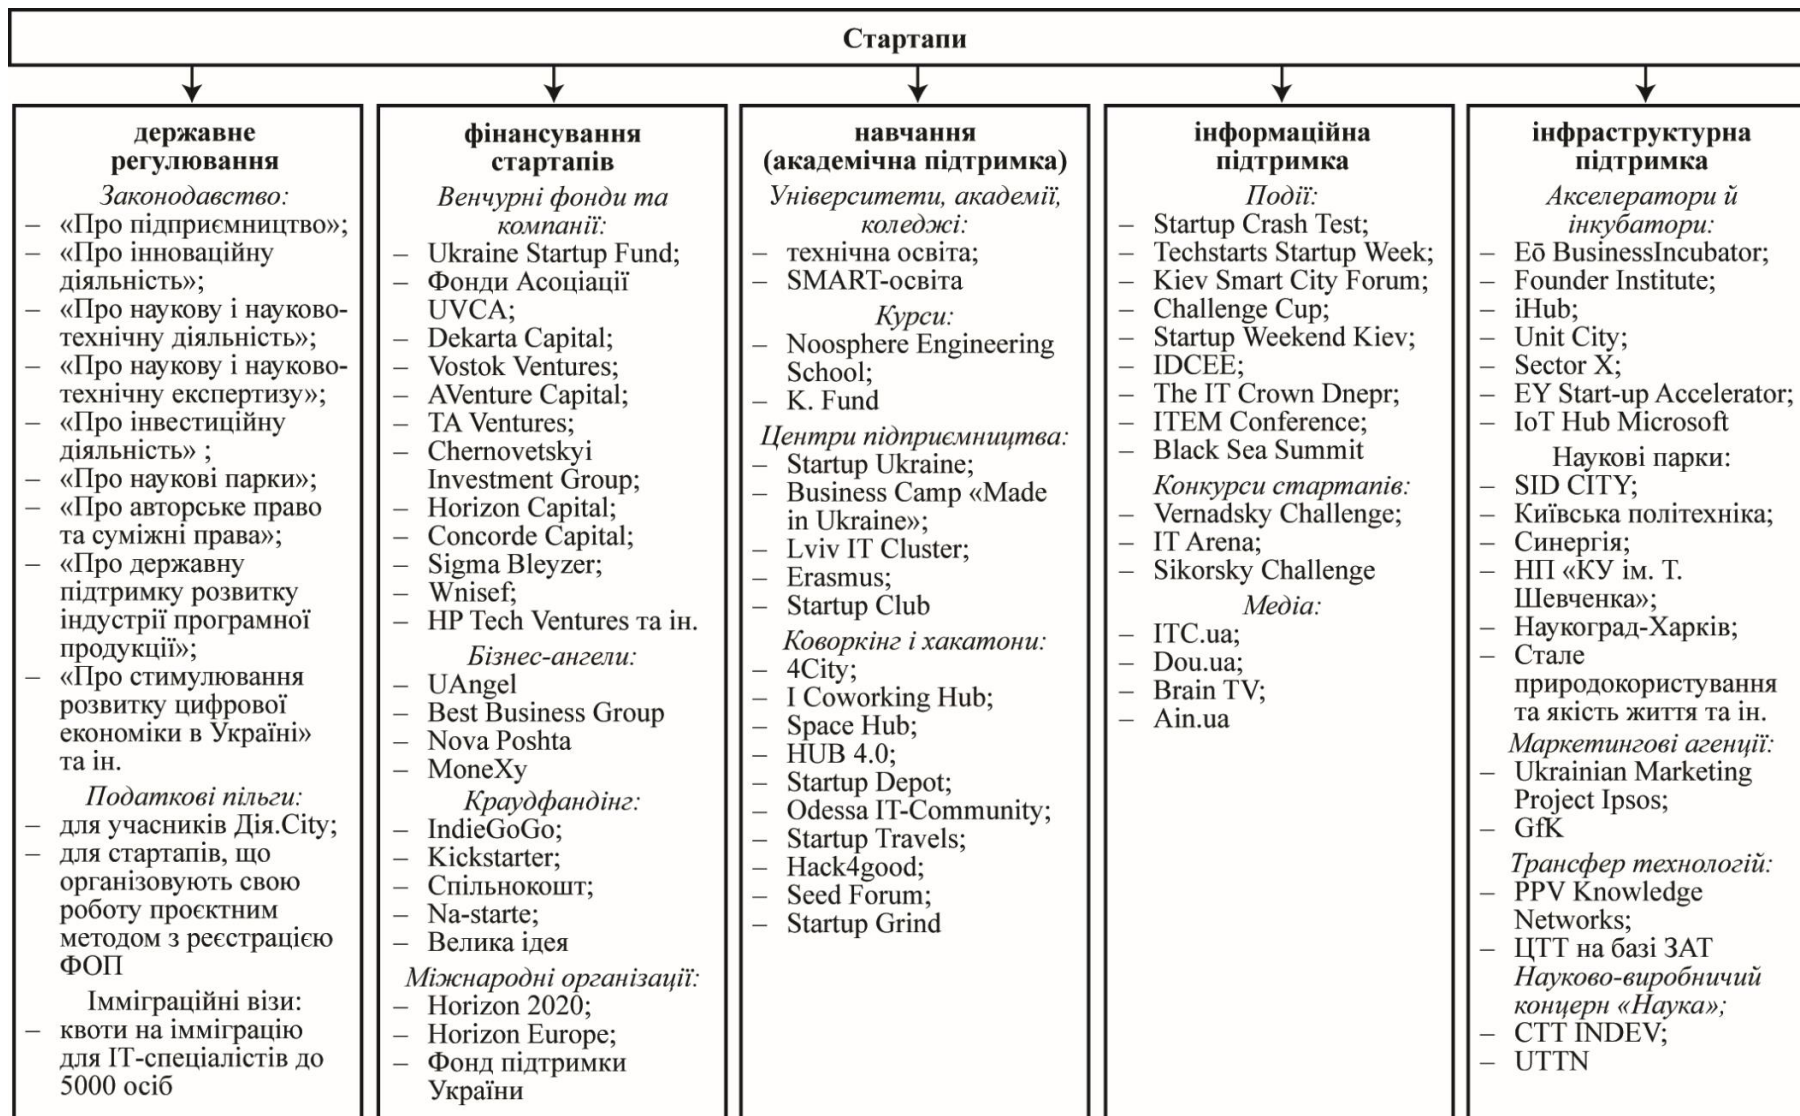 Стартапи
державне
регулювання
Законодавство:
– «Про підприємництво»;
– «Про інноваційну
діяльність»;
– «Про наукову і науково-
технічну діяльність»;
– «Про наукову і науково-
технічну експертизу»;
– «Про інвестиційну
діяльність» ;
– «Про наукові парки»;
– «Про авторське право
та суміжні права»;
– «Про державну
підтримку розвитку
індустрії програмної
продукції»;
– «Про стимулювання
розвитку цифрової
економіки в Україні»
та ін.
Податкові пільги:
– для учасників Дія.City;
– для стартапів, що
організовують свою
роботу проєктним
методом з реєстрацією
ФОП
Імміграційні візи:
– квоти на імміграцію
для ІТ-спеціалістів до
5000 осіб
фінансування
стартапів
Венчурні фонди та
компанії:
– Ukraine Startup Fund;
– Фонди Асоціації
UVCA;
– Dekarta Capital;
– Vostok Ventures;
– AVenture Capital;
– TA Ventures;
– Chernovetskyi
Investment Group;
– Horizon Capital;
– Concorde Capital;
– Sigma Bleyzer;
– Wnisef;
– HP Tech Ventures та ін.
Бізнес-ангели:
– UAngel
– Best Business Group
– Nova Poshta
– MoneXy
Краудфандінг:
– IndieGoGo;
– Kickstarter;
– Спільнокошт;
– Na-starte;
– Велика ідея
Міжнародні організації:
– Horizon 2020;
– Horizon Europe;
– Фонд підтримки
України
навчання
(академічна підтримка)
Університети, академії,
коледжі:
– технічна освіта;
– SMART-освіта
Курси:
– Noosphere Engineering
School;
– K. Fund
Центри підприємництва:
– Startup Ukraine;
– Business Camp «Made
in Ukraine»;
– Lviv IT Cluster;
– Erasmus;
– Startup Club
Коворкінг і хакатони:
– 4City;
– I Coworking Hub;
– Space Hub;
– HUB 4.0;
– Startup Depot;
– Odessa IT-Community;
– Startup Travels;
– Hack4good;
– Seed Forum;
– Startup Grind
інформаційна
підтримка
Події:
– Startup Crash Test;
– Techstarts Startup Week;
– Kiev Smart City Forum;
– Challenge Cup;
– Startup Weekend Kiev;
– IDCEE;
– The IT Crown Dnepr;
– ITEM Conference;
– Black Sea Summit
Конкурси стартапів:
– Vernadsky Challenge;
– IT Arena;
– Sikorsky Challenge
Медіа:
– ITC.ua;
– Dou.ua;
– Brain TV;
– Ain.ua
інфраструктурна
підтримка
Акселератори й
інкубатори:
– Eō BusinessIncubator;
– Founder Institute;
– iHub;
– Unit City;
– Sector X;
– EY Start-up Accelerator;
– IoT Hub Microsoft
Наукові парки:
– SID CITY;
– Київська політехніка;
– Синергія;
– НП «КУ ім. Т.
Шевченка»;
– Наукоград-Харків;
– Стале
природокористування
та якість життя та ін.
Маркетингові агенції:
– Ukrainian Marketing
Project Ipsos;
– GfK
Трансфер технологій:
– PPV Knowledge
Networks;
– ЦТТ на базі ЗАТ
Науково-виробничий
концерн «Наука»;
– CTT INDEV;
– UTTN